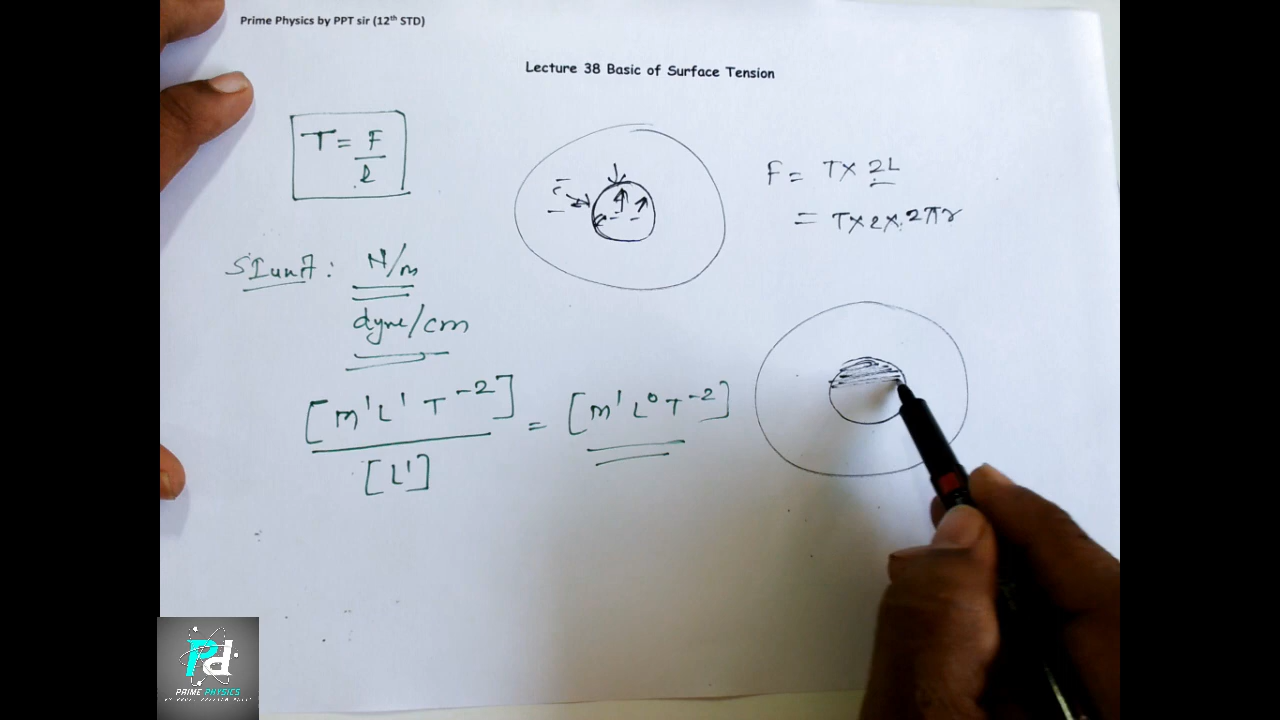 Prime Physics by PPT sir (12th STD)
Lecture 38 Basic of Surface Tension
T = F/l
SI unit : N/m
dyne/cm
[M¹L¹T⁻²]/[L¹] = [M¹L⁰T⁻²]
F = T × 2L
= T × 2 × 2πr
Pd
PRIME PHYSICS